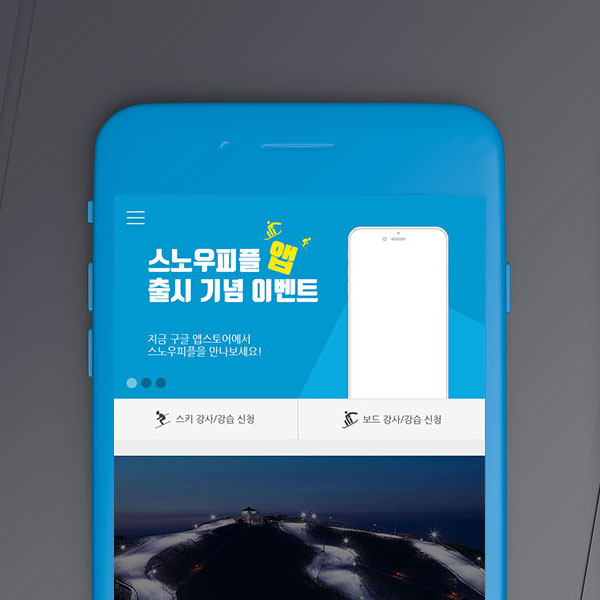 스노우피플 앱
출시 기념 이벤트
지금 구글 앱스토어에서
스노우피플을 만나보세요!
스키 강사/강습 신청
보드 강사/강습 신청